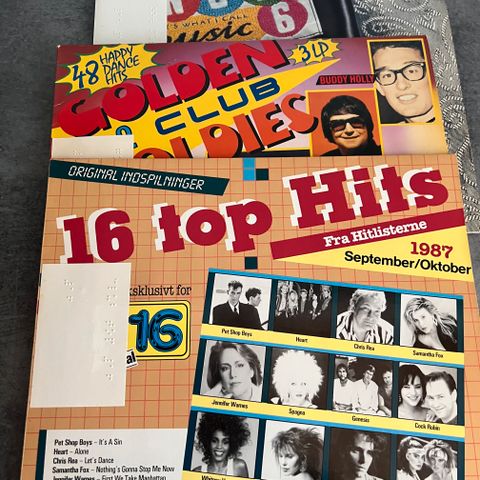 'S WHAT I CALL
music 6
48 HAPPY
DANCE
HITS
GOLDEN
3 LP
CLUB
OLDIES
BUDDY HOLLY
ORIGINAL INDSPILNINGER
16 top Hits
Fra Hitlisterne
1987
September/Oktober
for
16
Pet Shop Boys
Heart
Chris Rea
Samantha Fox
Jennifer Warnes
Spagna
Genesis
Cock Robin
Pet Shop Boys – It's A Sin
Heart – Alone
Chris Rea – Let's Dance
Samantha Fox – Nothing's Gonna Stop Me Now
Jennifer Warnes – First We Take Manhattan